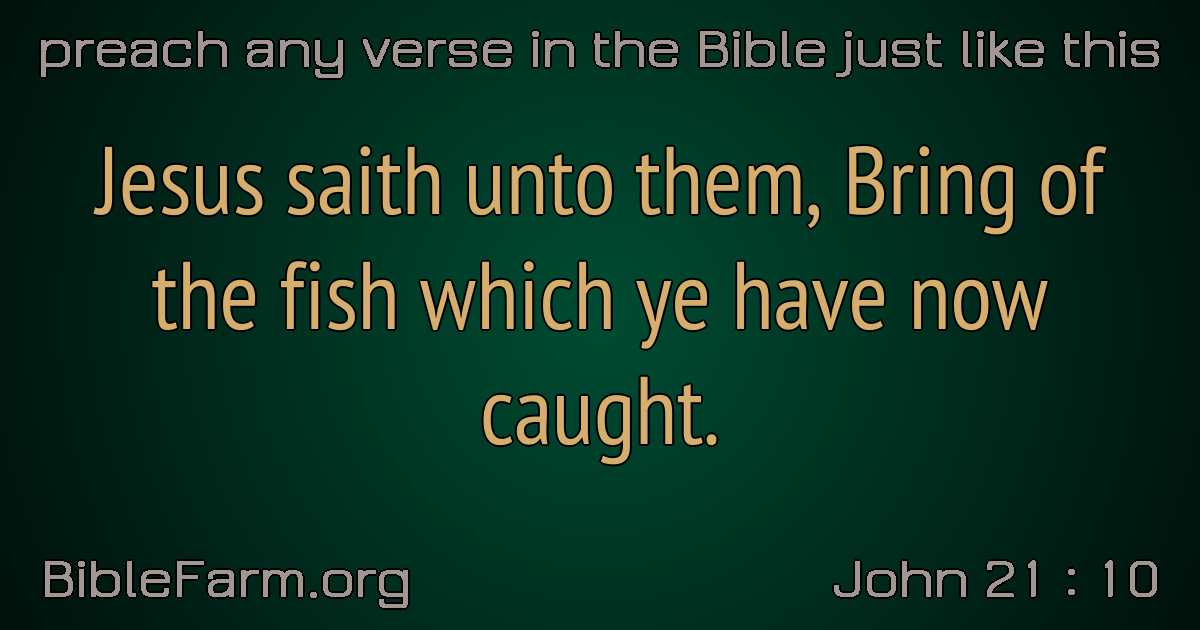 preach any verse in the Bible just like this
Jesus saith unto them, Bring of
the fish which ye have now
caught.
BibleFarm.org
John 21 : 10